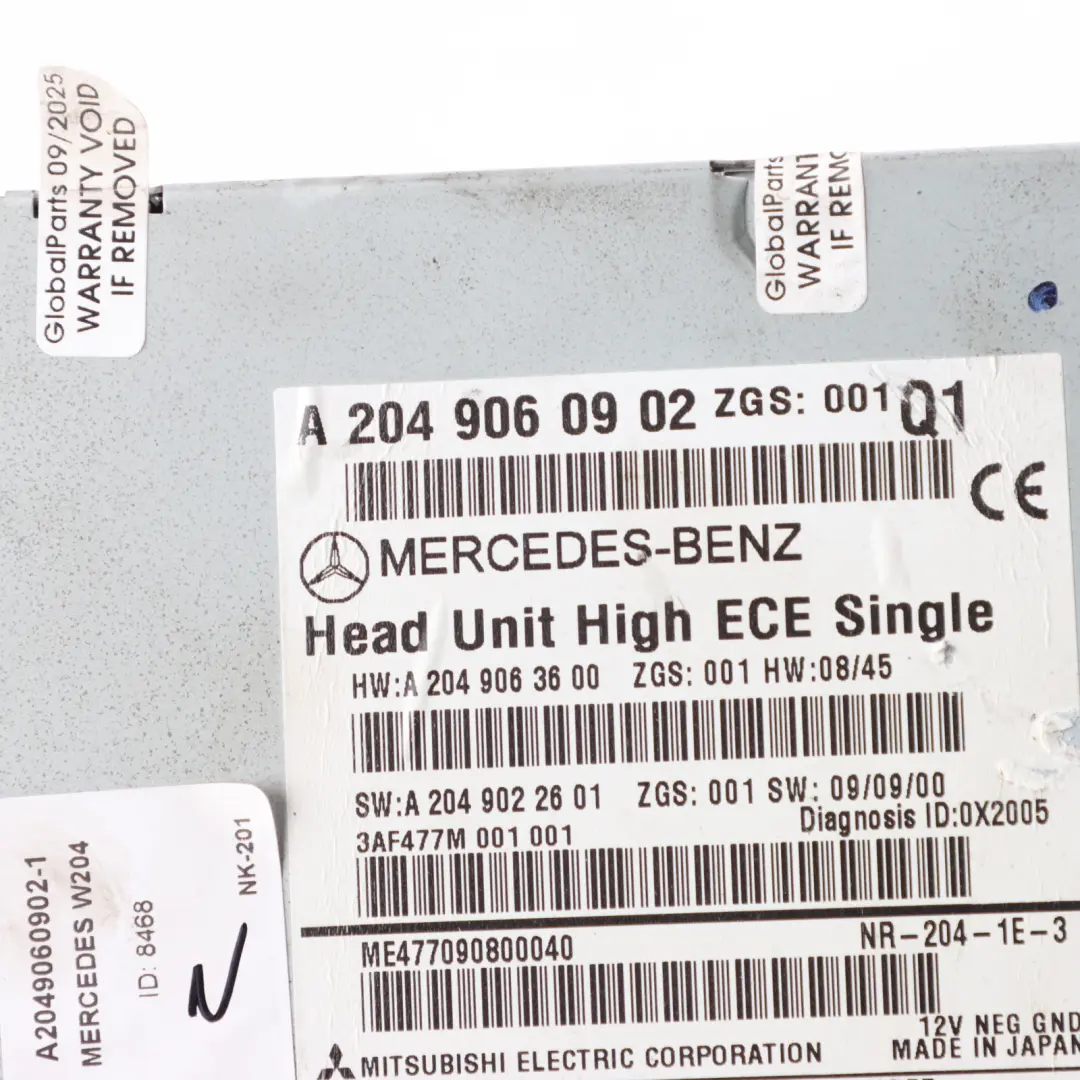 GlobalParts 09/2025
WARRANTY VOID
IF REMOVED
GlobalParts
WARRANT
IF REMO
A 204 906 09 02 ZGS: 001 Q1
CE
MERCEDES-BENZ
Head Unit High ECE Single
HW:A 204 906 36 00 ZGS: 001 HW:08/45
SW:A 204 902 26 01 ZGS: 001 SW: 09/09/00
Diagnosis ID:0X2005
3AF477M 001 001
ME477090800040 NR-204-1E-3
12V NEG GND
MITSUBISHI ELECTRIC CORPORATION MADE IN JAPAN
A2049060902-1
MERCEDES W204
ID: 8468
NK-201